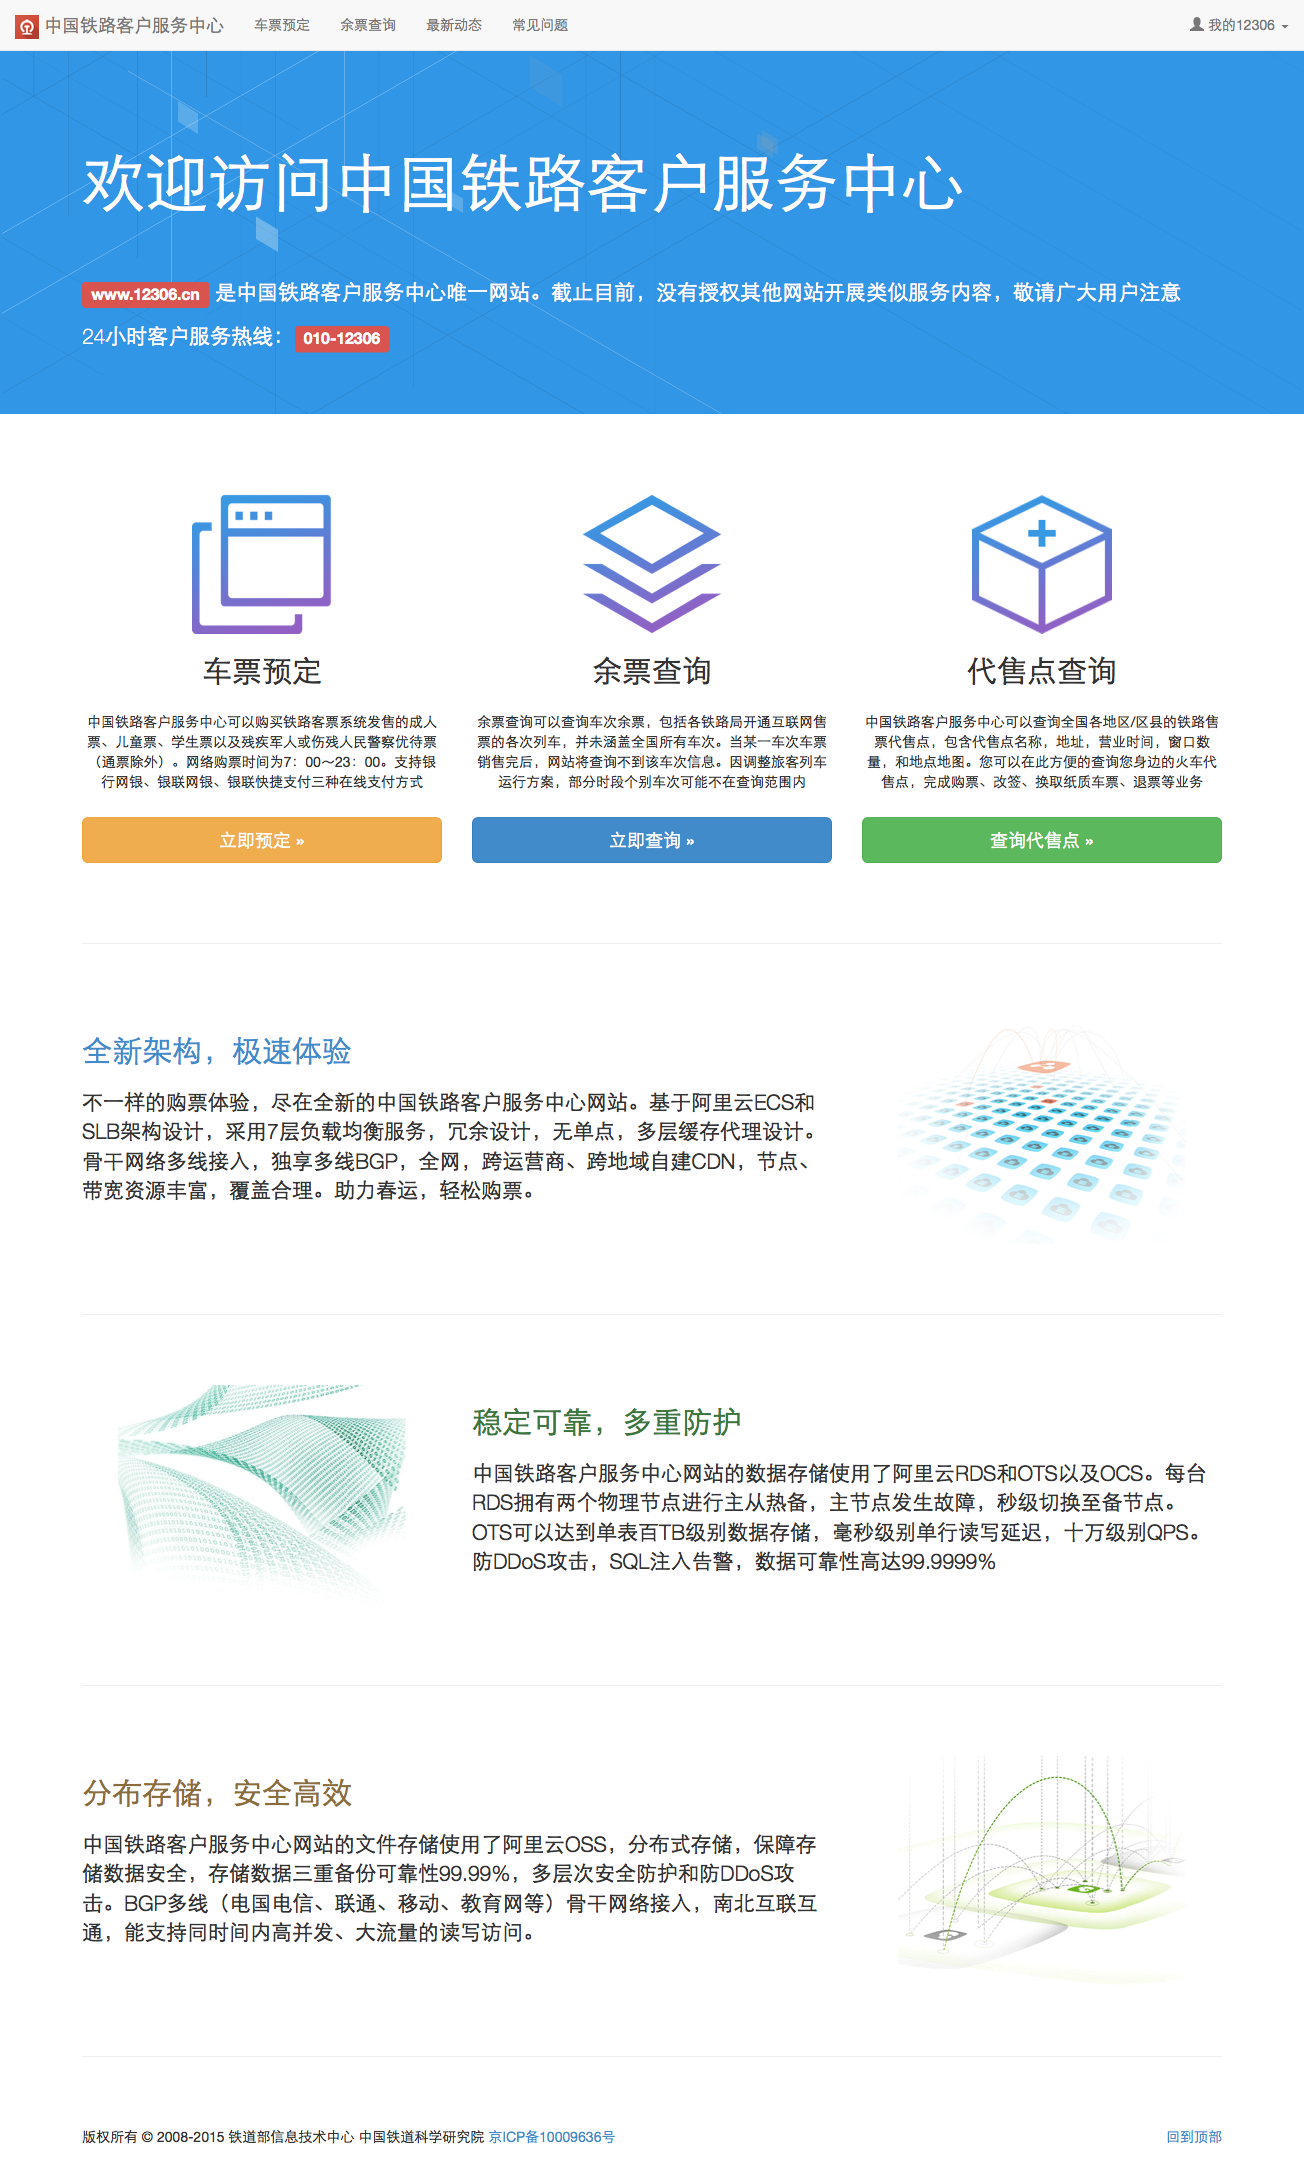 中国铁路客户服务中心 车票预定 余票查询 最新动态 常见问题 我的12306
欢迎访问中国铁路客户服务中心
www.12306.cn 是中国铁路客户服务中心唯一网站。截止目前，没有授权其他网站开展类似服务内容，敬请广大用户注意
24小时客户服务热线： 010-12306
车票预定
中国铁路客户服务中心可以购买铁路客票系统发售的成人
票、儿童票、学生票以及残疾军人或伤残人民警察优待票
（通票除外）。网络购票时间为7：00～23：00。支持银
行网银、银联网银、银联快捷支付三种在线支付方式
立即预定 »
余票查询
余票查询可以查询车次余票，包括各铁路局开通互联网售
票的各次列车，并未涵盖全国所有车次。当某一车次车票
销售完后，网站将查询不到该车次信息。因调整旅客列车
运行方案，部分时段个别车次可能不在查询范围内
立即查询 »
代售点查询
中国铁路客户服务中心可以查询全国各地区/区县的铁路售
票代售点，包含代售点名称，地址，营业时间，窗口数
量，和地点地图。您可以在此方便的查询您身边的火车代
售点，完成购票、改签、换取纸质车票、退票等业务
查询代售点 »
全新架构，极速体验
不一样的购票体验，尽在全新的中国铁路客户服务中心网站。基于阿里云ECS和
SLB架构设计，采用7层负载均衡服务，冗余设计，无单点，多层缓存代理设计。
骨干网络多线接入，独享多线BGP，全网，跨运营商、跨地域自建CDN，节点、
带宽资源丰富，覆盖合理。助力春运，轻松购票。
稳定可靠，多重防护
中国铁路客户服务中心网站的数据存储使用了阿里云RDS和OTS以及OCS。每台
RDS拥有两个物理节点进行主从热备，主节点发生故障，秒级切换至备节点。
OTS可以达到单表百TB级别数据存储，毫秒级别单行读写延迟，十万级别QPS。
防DDoS攻击，SQL注入告警，数据可靠性高达99.9999%
分布存储，安全高效
中国铁路客户服务中心网站的文件存储使用了阿里云OSS，分布式存储，保障存
储数据安全，存储数据三重备份可靠性99.99%，多层次安全防护和防DDoS攻
击。BGP多线（电国电信、联通、移动、教育网等）骨干网络接入，南北互联互
通，能支持同时间内高并发、大流量的读写访问。
版权所有 © 2008-2015 铁道部信息技术中心 中国铁道科学研究院 京ICP备10009636号 回到顶部